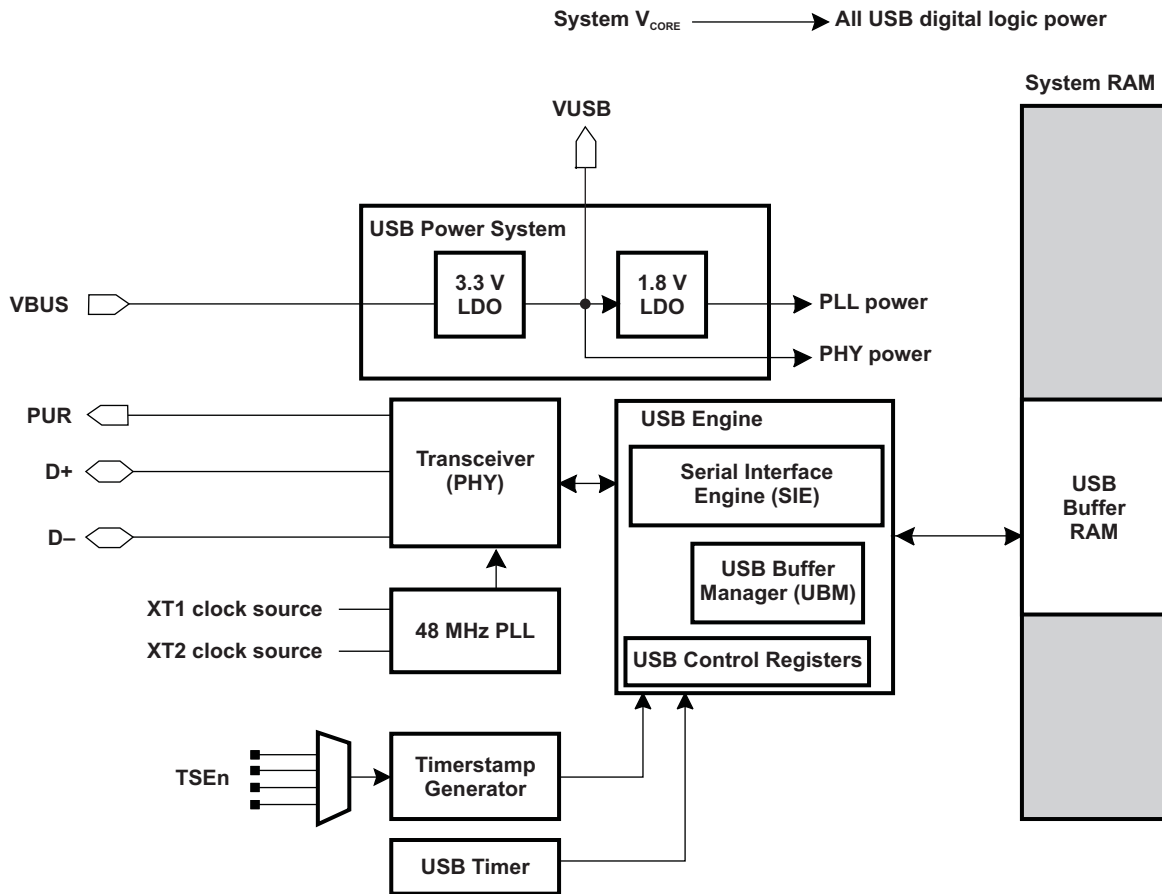 System VCORE
All USB digital logic power
System RAM
VUSB
USB Power System
3.3 V
LDO
1.8 V
LDO
VBUS
PLL power
PHY power
PUR
D+
D–
Transceiver
(PHY)
USB Engine
Serial Interface
Engine (SIE)
USB Buffer
Manager (UBM)
USB Control Registers
USB
Buffer
RAM
XT1 clock source
XT2 clock source
48 MHz PLL
TSEn
Timerstamp
Generator
USB Timer